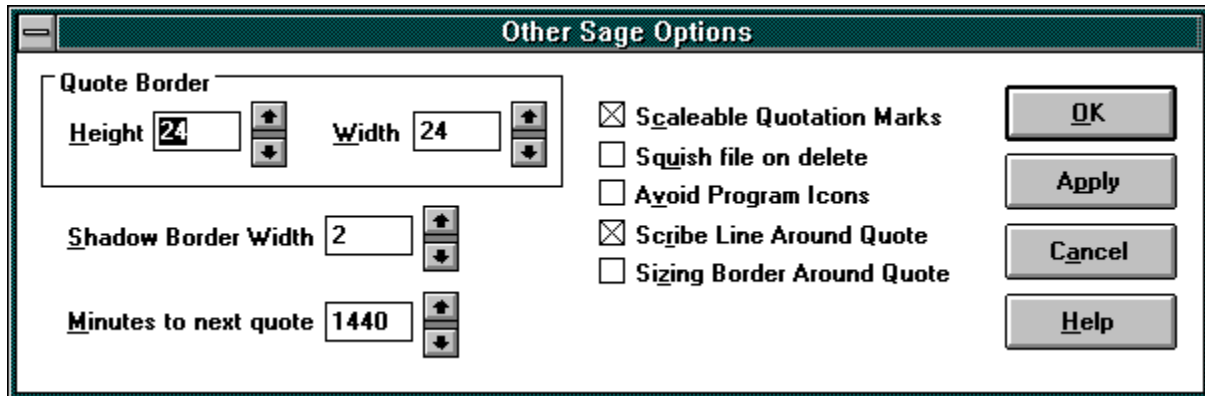 Other Sage Options
Quote Border
Height 24
Width 24
Shadow Border Width 2
Minutes to next quote 1440
Scaleable Quotation Marks
Squish file on delete
Avoid Program Icons
Scribe Line Around Quote
Sizing Border Around Quote
OK
Apply
Cancel
Help